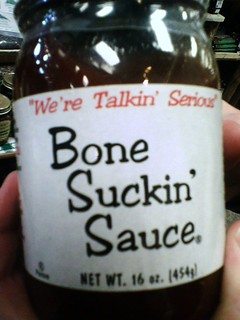 "We're Talkin' Serious"
Bone
Suckin'
Sauce®
NET WT. 16 oz. (454g)